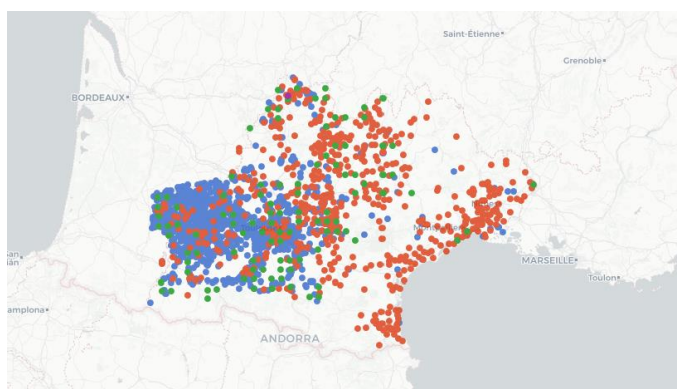 Saint-Étienne
Grenoble
BORDEAUX
MARSEILLE
Toulon
amplona
ANDORRA